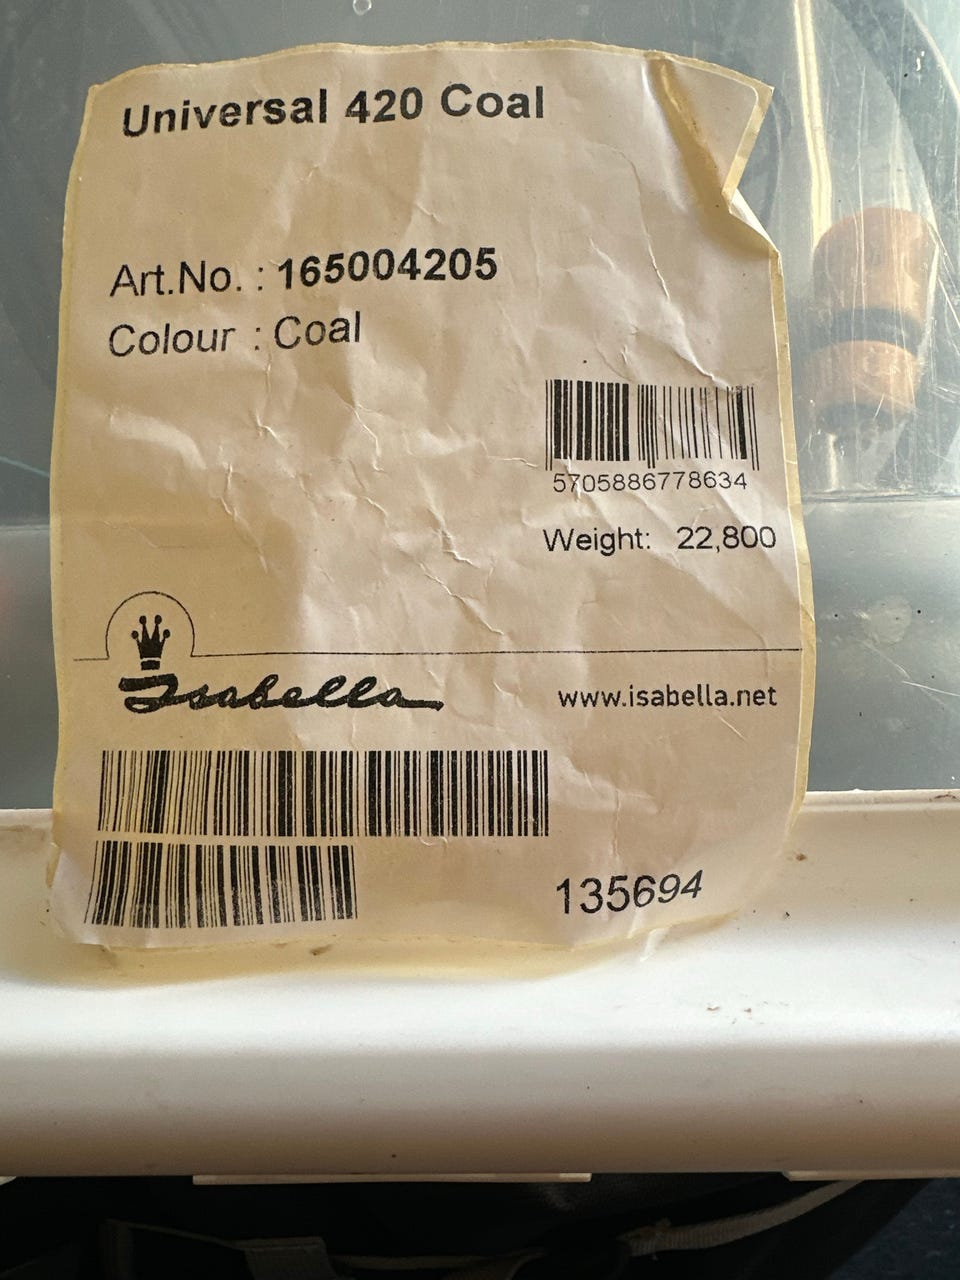 Universal 420 Coal
Art.No. : 165004205
Colour : Coal
5705886778634
Weight: 22,800
Isabella
www.isabella.net
135694